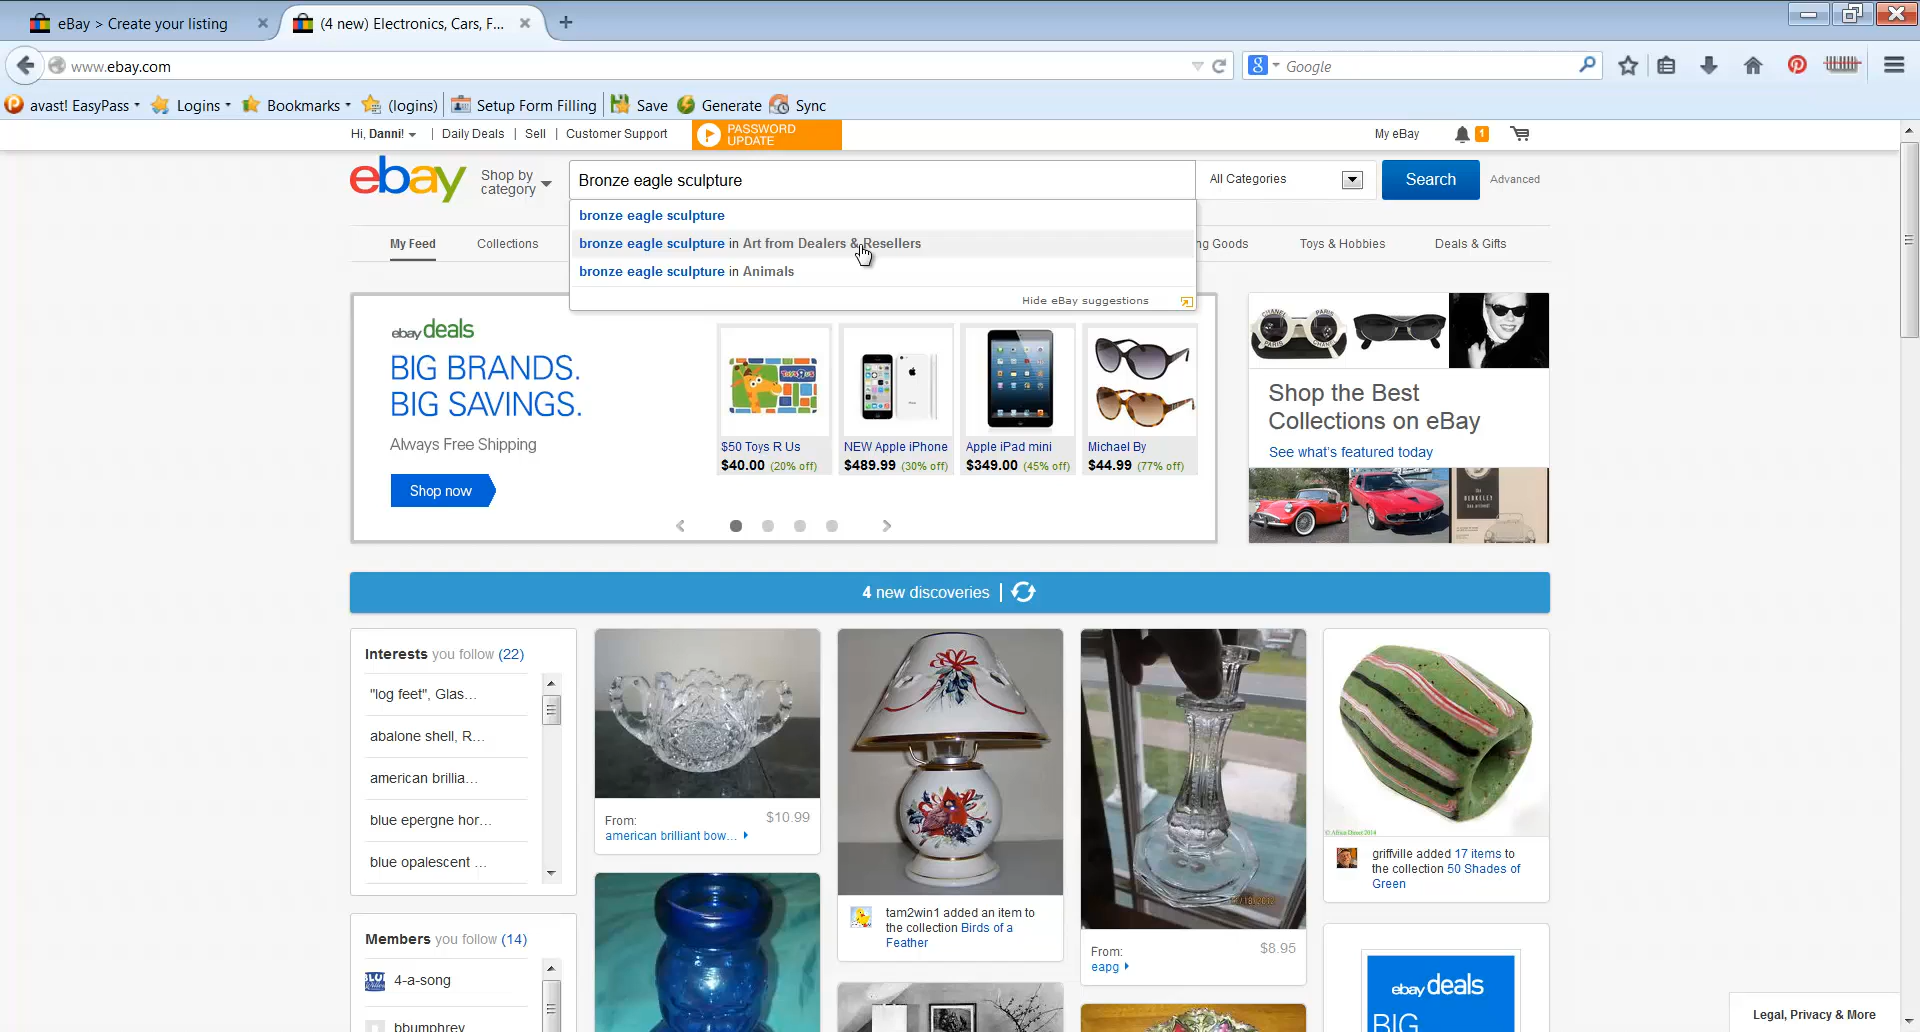 eBay > Create your listing
(4 new) Electronics, Cars, F...
www.ebay.com
Google
avast! EasyPass
Logins
Bookmarks
(logins)
Setup Form Filling
Save
Generate
Sync
Hi, Danni!
Daily Deals
Sell
Customer Support
PASSWORD
UPDATE
My eBay
1
ebay
Shop by
category
Bronze eagle sculpture
All Categories
Search
Advanced
bronze eagle sculpture
bronze eagle sculpture in Art from Dealers & Resellers
bronze eagle sculpture in Animals
Hide eBay suggestions
My Feed
Collections
ng Goods
Toys & Hobbies
Deals & Gifts
ebay deals
BIG BRANDS.
BIG SAVINGS.
Always Free Shipping
Shop now
$50 Toys R Us
$40.00 (20% off)
NEW Apple iPhone
$489.99 (30% off)
Apple iPad mini
$349.00 (45% off)
Michael By
$44.99 (77% off)
Shop the Best
Collections on eBay
See what's featured today
4 new discoveries
Interests you follow (22)
"log feet", Glas...
abalone shell, R...
american brillia...
blue epergne hor...
blue opalescent ...
Members you follow (14)
4-a-song
bbumphrey
From:
american brilliant bow...
$10.99
tam2win1 added an item to
the collection Birds of a
Feather
From:
eapg
$8.95
griffville added 17 items to
the collection 50 Shades of
Green
ebay deals
BIG
Legal, Privacy & More